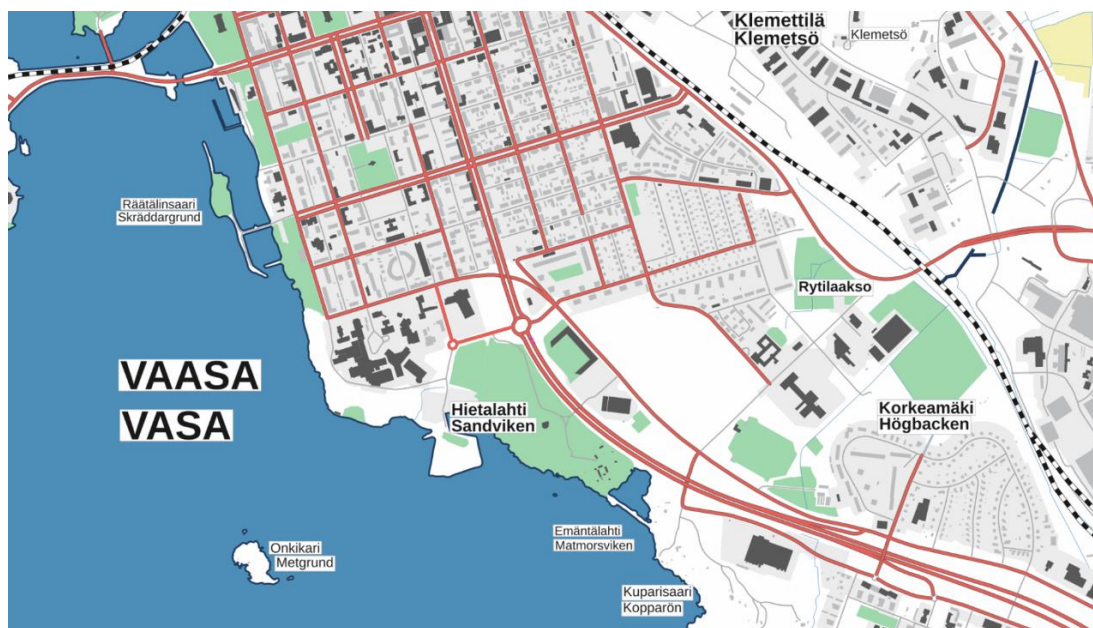 Klemettilä
Klemetsö
Klemetsö
Räätälinsaari
Skräddargrund
Rytilaakso
VAASA
VASA
Hietalahti
Sandviken
Korkeamäki
Högbacken
Emäntälahti
Matmorsviken
Onkikari
Metgrund
Kuparisaari
Kopparön